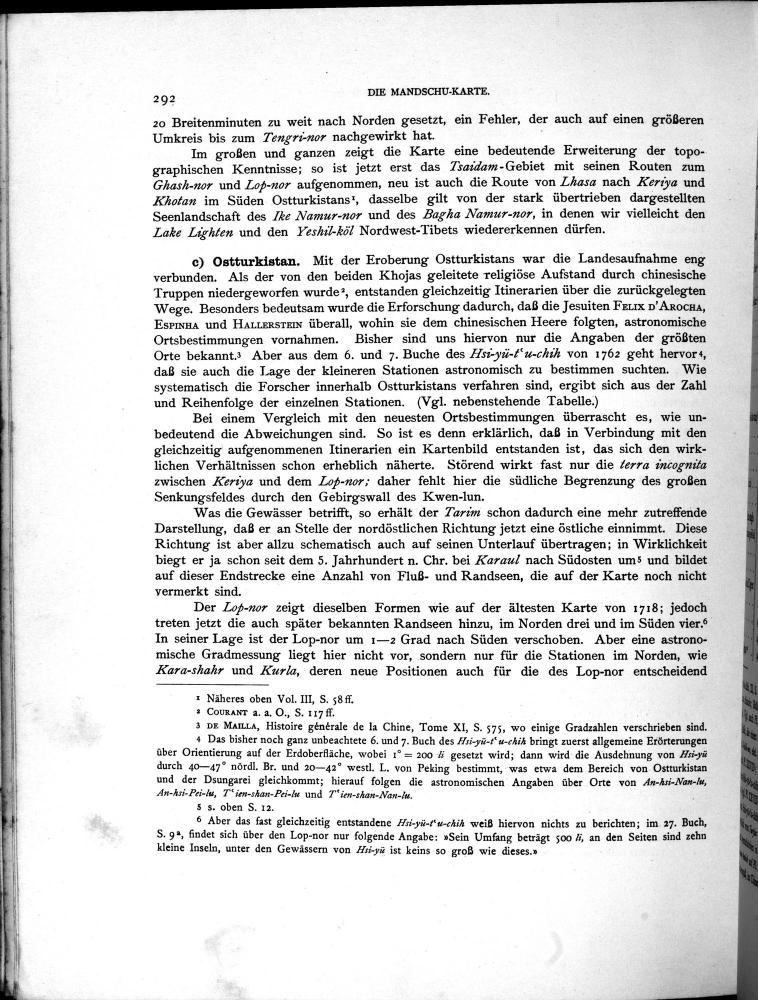 292
DIE MANDSCHU-KARTE.
20 Breitenminuten zu weit nach Norden gesetzt, ein Fehler, der auch auf einen größeren
Umkreis bis zum Tengri-nor nachgewirkt hat.
Im großen und ganzen zeigt die Karte eine bedeutende Erweiterung der topo-
graphischen Kenntnisse; so ist jetzt erst das Tsaidam-Gebiet mit seinen Routen zum
Ghash-nor und Lop-nor aufgenommen, neu ist auch die Route von Lhasa nach Keriya und
Khotan im Süden Ostturkistans¹, dasselbe gilt von der stark übertrieben dargestellten
Seenlandschaft des Ike Namur-nor und des Bagha Namur-nor, in denen wir vielleicht den
Lake Lighten und den Yeshil-köl Nordwest-Tibets wiedererkennen dürfen.
c) Ostturkistan. Mit der Eroberung Ostturkistans war die Landesaufnahme eng
verbunden. Als der von den beiden Khojas geleitete religiöse Aufstand durch chinesische
Truppen niedergeworfen wurde², entstanden gleichzeitig Itinerarien über die zurückgelegten
Wege. Besonders bedeutsam wurde die Erforschung dadurch, daß die Jesuiten FELIX D'AROCHA,
ESPINHA und HALLERSTEIN überall, wohin sie dem chinesischen Heere folgten, astronomische
Ortsbestimmungen vornahmen. Bisher sind uns hiervon nur die Angaben der größten
Orte bekannt.³ Aber aus dem 6. und 7. Buche des Hsi-yü-t‘u-chih von 1762 geht hervor⁴,
daß sie auch die Lage der kleineren Stationen astronomisch zu bestimmen suchten. Wie
systematisch die Forscher innerhalb Ostturkistans verfahren sind, ergibt sich aus der Zahl
und Reihenfolge der einzelnen Stationen. (Vgl. nebenstehende Tabelle.)
Bei einem Vergleich mit den neuesten Ortsbestimmungen überrascht es, wie un-
bedeutend die Abweichungen sind. So ist es denn erklärlich, daß in Verbindung mit den
gleichzeitig aufgenommenen Itinerarien ein Kartenbild entstanden ist, das sich den wirk-
lichen Verhältnissen schon erheblich näherte. Störend wirkt fast nur die terra incognita
zwischen Keriya und dem Lop-nor; daher fehlt hier die südliche Begrenzung des großen
Senkungsfeldes durch den Gebirgswall des Kwen-lun.
Was die Gewässer betrifft, so erhält der Tarim schon dadurch eine mehr zutreffende
Darstellung, daß er an Stelle der nordöstlichen Richtung jetzt eine östliche einnimmt. Diese
Richtung ist aber allzu schematisch auch auf seinen Unterlauf übertragen; in Wirklichkeit
biegt er ja schon seit dem 5. Jahrhundert n. Chr. bei Karaul nach Südosten um⁵ und bildet
auf dieser Endstrecke eine Anzahl von Fluß- und Randseen, die auf der Karte noch nicht
vermerkt sind.
Der Lop-nor zeigt dieselben Formen wie auf der ältesten Karte von 1718; jedoch
treten jetzt die auch später bekannten Randseen hinzu, im Norden drei und im Süden vier.⁶
In seiner Lage ist der Lop-nor um 1—2 Grad nach Süden verschoben. Aber eine astrono-
mische Gradmessung liegt hier nicht vor, sondern nur für die Stationen im Norden, wie
Kara-shahr und Kurla, deren neue Positionen auch für die des Lop-nor entscheidend
¹ Näheres oben Vol. III, S. 58 ff.
² COURANT a. a. O., S. 117 ff.
³ DE MAILLA, Histoire générale de la Chine, Tome XI, S. 575, wo einige Gradzahlen verschrieben sind.
⁴ Das bisher noch ganz unbeachtete 6. und 7. Buch des Hsi-yü-t‘u-chih bringt zuerst allgemeine Erörterungen
über Orientierung auf der Erdoberfläche, wobei 1° = 200 li gesetzt wird; dann wird die Ausdehnung von Hsi-yü
durch 40—47° nördl. Br. und 20—42° westl. L. von Peking bestimmt, was etwa dem Bereich von Ostturkistan
und der Dsungarei gleichkommt; hierauf folgen die astronomischen Angaben über Orte von An-hsi-Nan-lu,
An-hsi-Pei-lu, T‘ien-shan-Pei-lu und T‘ien-shan-Nan-lu.
⁵ s. oben S. 12.
⁶ Aber das fast gleichzeitig entstandene Hsi-yü-t‘u-chih weiß hiervon nichts zu berichten; im 27. Buch,
S. 9ª, findet sich über den Lop-nor nur folgende Angabe: »Sein Umfang beträgt 500 li, an den Seiten sind zehn
kleine Inseln, unter den Gewässern von Hsi-yü ist keins so groß wie dieses.»